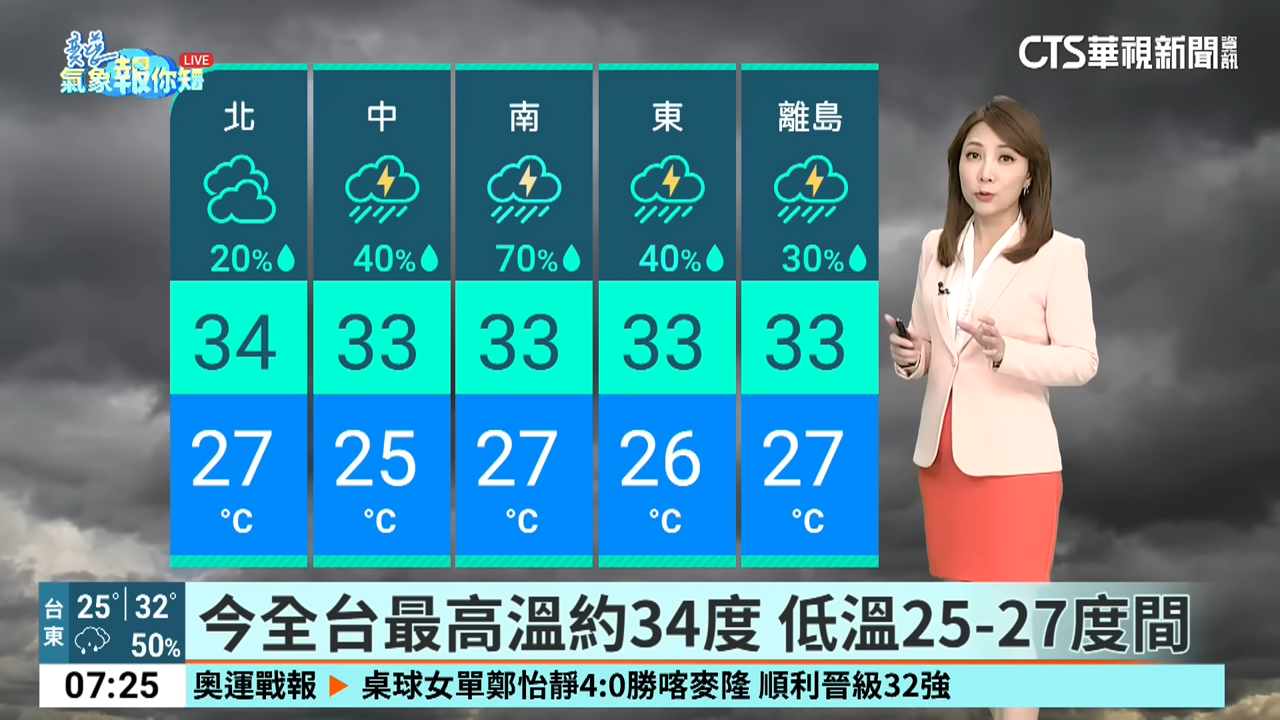 彥花
氣象報你知
LIVE
CTS華視新聞資訊
北
中
南
東
離島
20%
40%
70%
40%
30%
34
33
33
33
33
27
25
27
26
27
°C
°C
°C
°C
°C
台東
25° 32°
50%
今全台最高溫約34度 低溫25-27度間
07:25
奧運戰報 ▶ 桌球女單鄭怡靜4:0勝喀麥隆 順利晉級32強